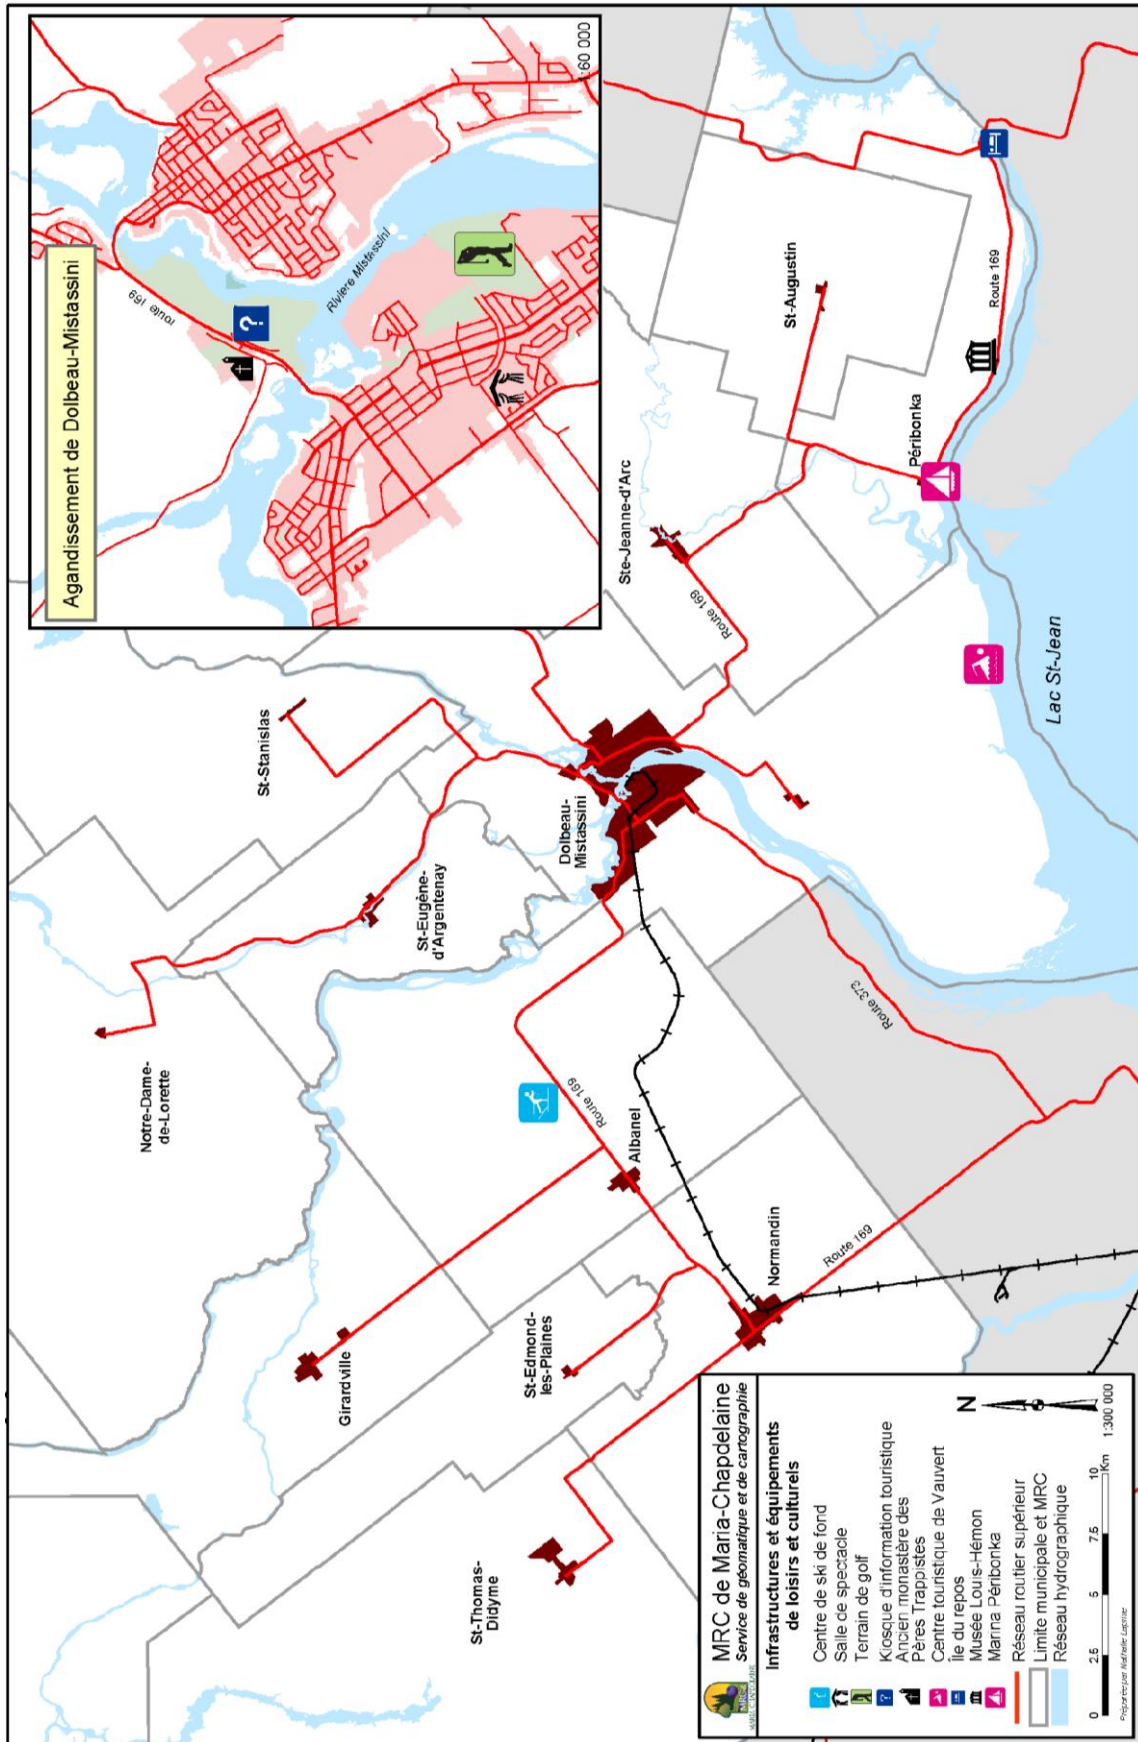 Agandissement de Dolbeau-Mistassini
route 169
Rivière Mistassini
1:60 000
St-Stanislas
St-Eugène-
d'Argentenay
Notre-Dame-
de-Lorette
Dolbeau-
Mistassini
Ste-Jeanne-d'Arc
Route 169
St-Augustin
Péribonka
Route 169
Lac St-Jean
Route 373
Route 169
Albanel
Girardville
St-Edmond-
les-Plaines
Normandin
Route 169
St-Thomas-
Didyme
MRC de Maria-Chapdelaine
Service de géomatique et de cartographie
Infrastructures et équipements
de loisirs et culturels
Centre de ski de fond
Salle de spectacle
Terrain de golf
Kiosque d'information touristique
Ancien monastère des
Pères Trappistes
Centre touristique de Vauvert
Île du repos
Musée Louis-Hémon
Marina Péribonka
Réseau routier supérieur
Limite municipale et MRC
Réseau hydrographique
N
0 2.5 5 7.5 10
Km
1:300 000